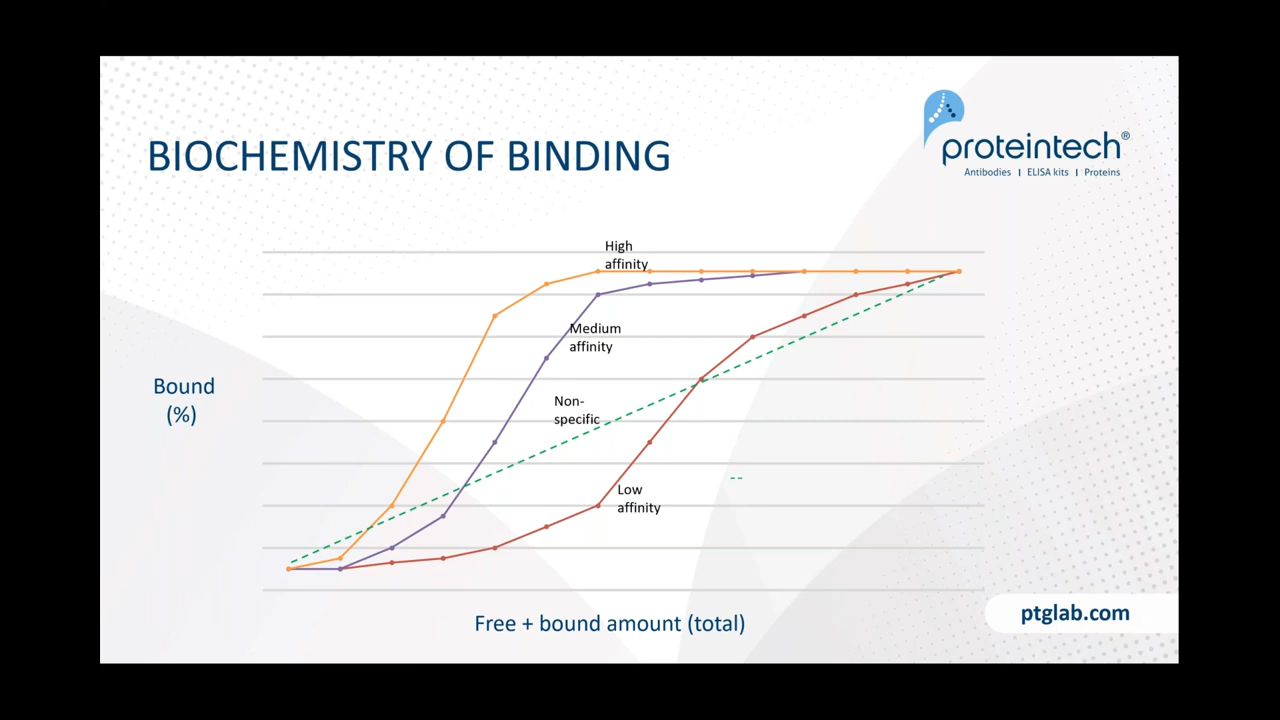 BIOCHEMISTRY OF BINDING
proteintech®
Antibodies | ELISA kits | Proteins
High
affinity
Medium
affinity
Non-
specific
Low
affinity
Bound
(%)
Free + bound amount (total)
ptglab.com